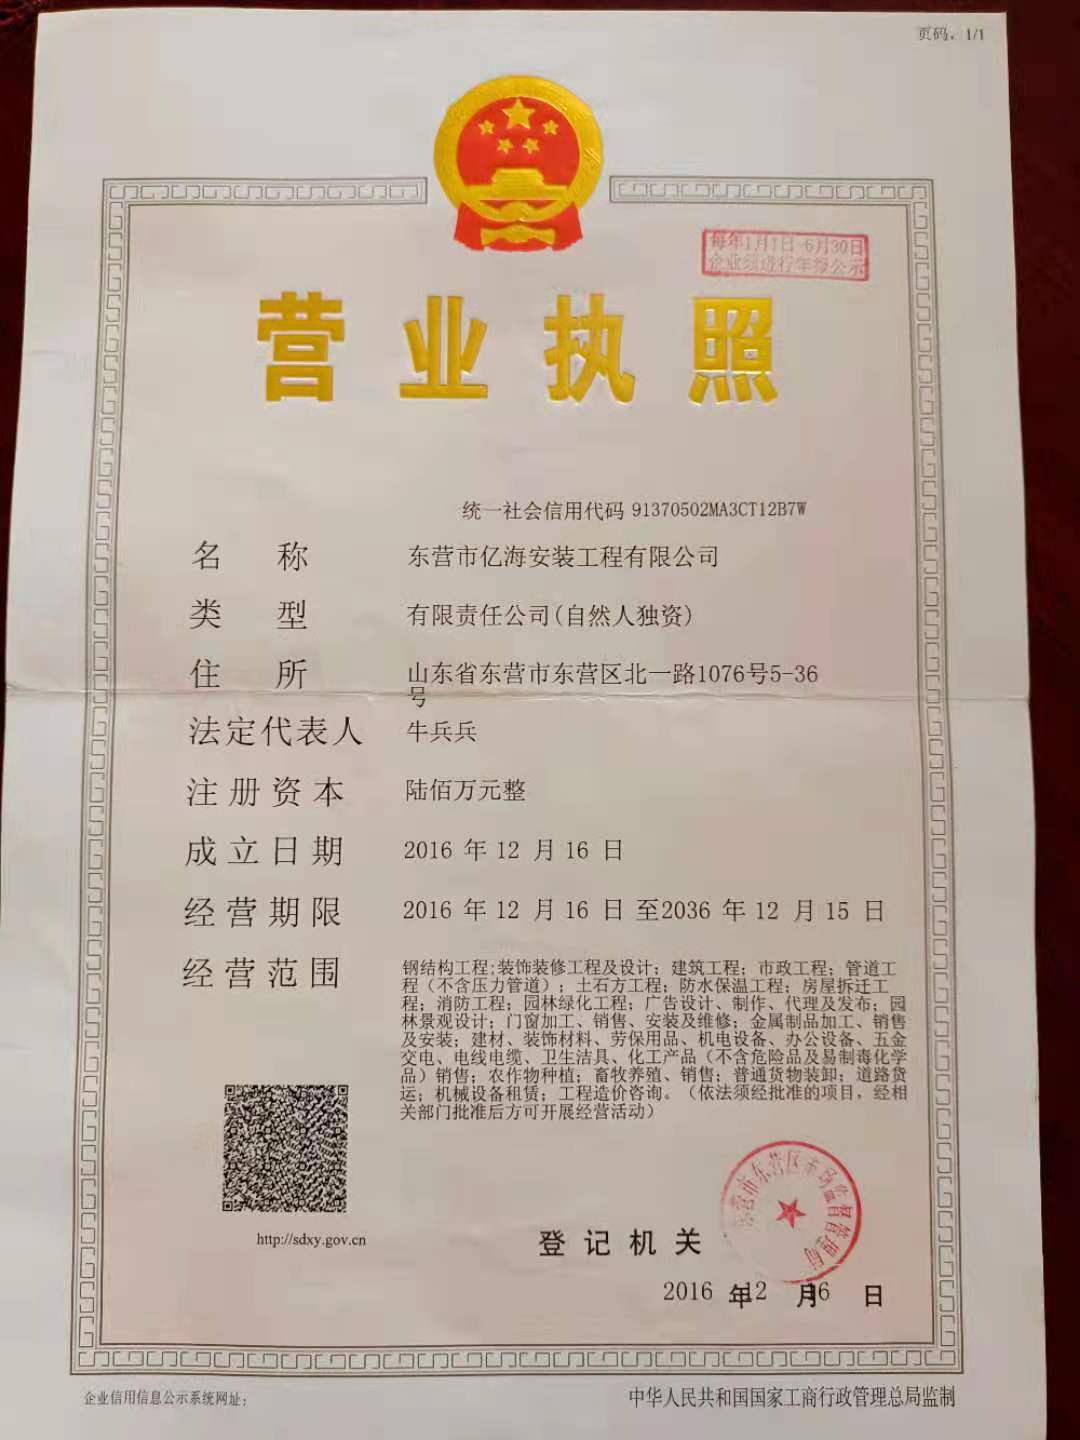 页码：1/1
每年1月1日-6月30日
企业须进行年报公示
营业执照
统一社会信用代码 91370502MA3CT12B7W
名称 东营市亿海安装工程有限公司
类型 有限责任公司(自然人独资)
住所 山东省东营市东营区北一路1076号5-36
号
法定代表人 牛兵兵
注册资本 陆佰万元整
成立日期 2016 年 12 月 16 日
经营期限 2016 年 12 月 16 日 至2036 年 12 月 15 日
经营范围 钢结构工程;装饰装修工程及设计；建筑工程；市政工程；管道工
程（不含压力管道）；土石方工程；防水保温工程；房屋拆迁工
程；消防工程；园林绿化工程；广告设计、制作、代理及发布；园
林景观设计；门窗加工、销售、安装及维修；金属制品加工、销售
及安装；建材、装饰材料、劳保用品、机电设备、办公设备、五金
交电、电线电缆、卫生洁具、化工产品（不含危险品及易制毒化学
品）销售；农作物种植；畜牧养殖、销售；普通货物装卸；道路货
运；机械设备租赁；工程造价咨询。（依法须经批准的项目，经相
关部门批准后方可开展经营活动）
http://sdxy.gov.cn
东营市东营区市场监督管理局
登记机关
2016 年12 月16 日
企业信用信息公示系统网址：
中华人民共和国国家工商行政管理总局监制